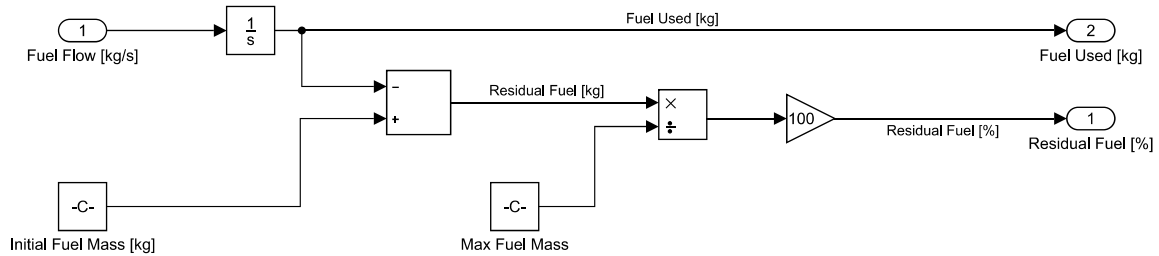 1
Fuel Flow [kg/s]
1
s
Fuel Used [kg]
2
Fuel Used [kg]
−
+
Residual Fuel [kg]
×
÷
100
Residual Fuel [%]
1
Residual Fuel [%]
-C-
Initial Fuel Mass [kg]
-C-
Max Fuel Mass